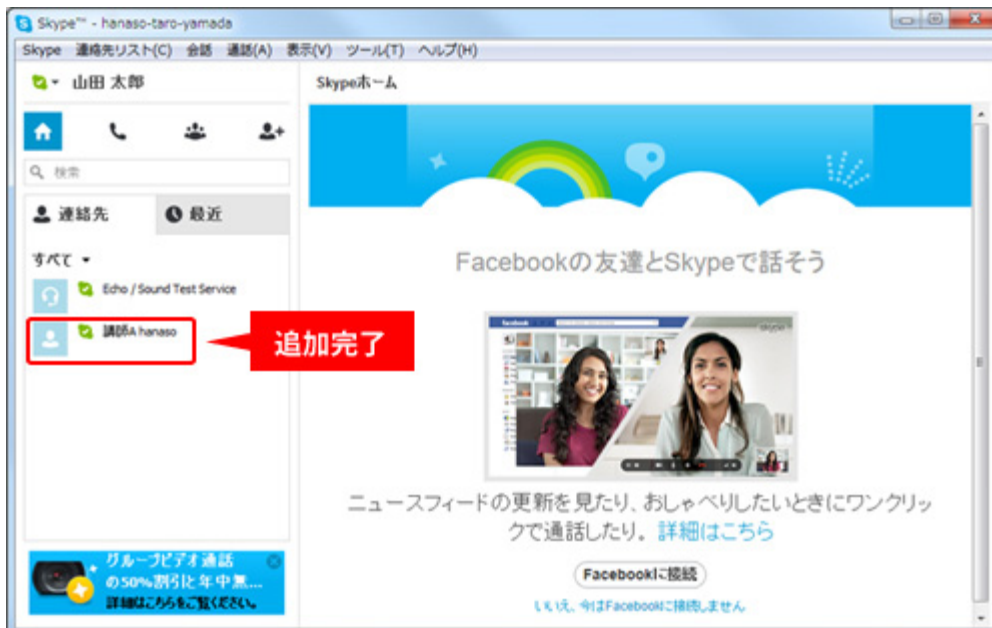 Skype™ - hanaso-taro-yamada
Skype 連絡先リスト(C) 会話 通話(A) 表示(V) ツール(T) ヘルプ(H)
山田 太郎
Skypeホーム
検索
連絡先 最近
すべて
Echo / Sound Test Service
講師A hanaso
追加完了
Facebookの友達とSkypeで話そう
facebook
skype
ニュースフィードの更新を見たり、おしゃべりしたいときにワンクリッ
クで通話したり。 詳細はこちら
Facebookに接続
いいえ、今はFacebookに接続しません
グループビデオ通話
の50%割引と年中無...
詳細はこちらをご覧ください。